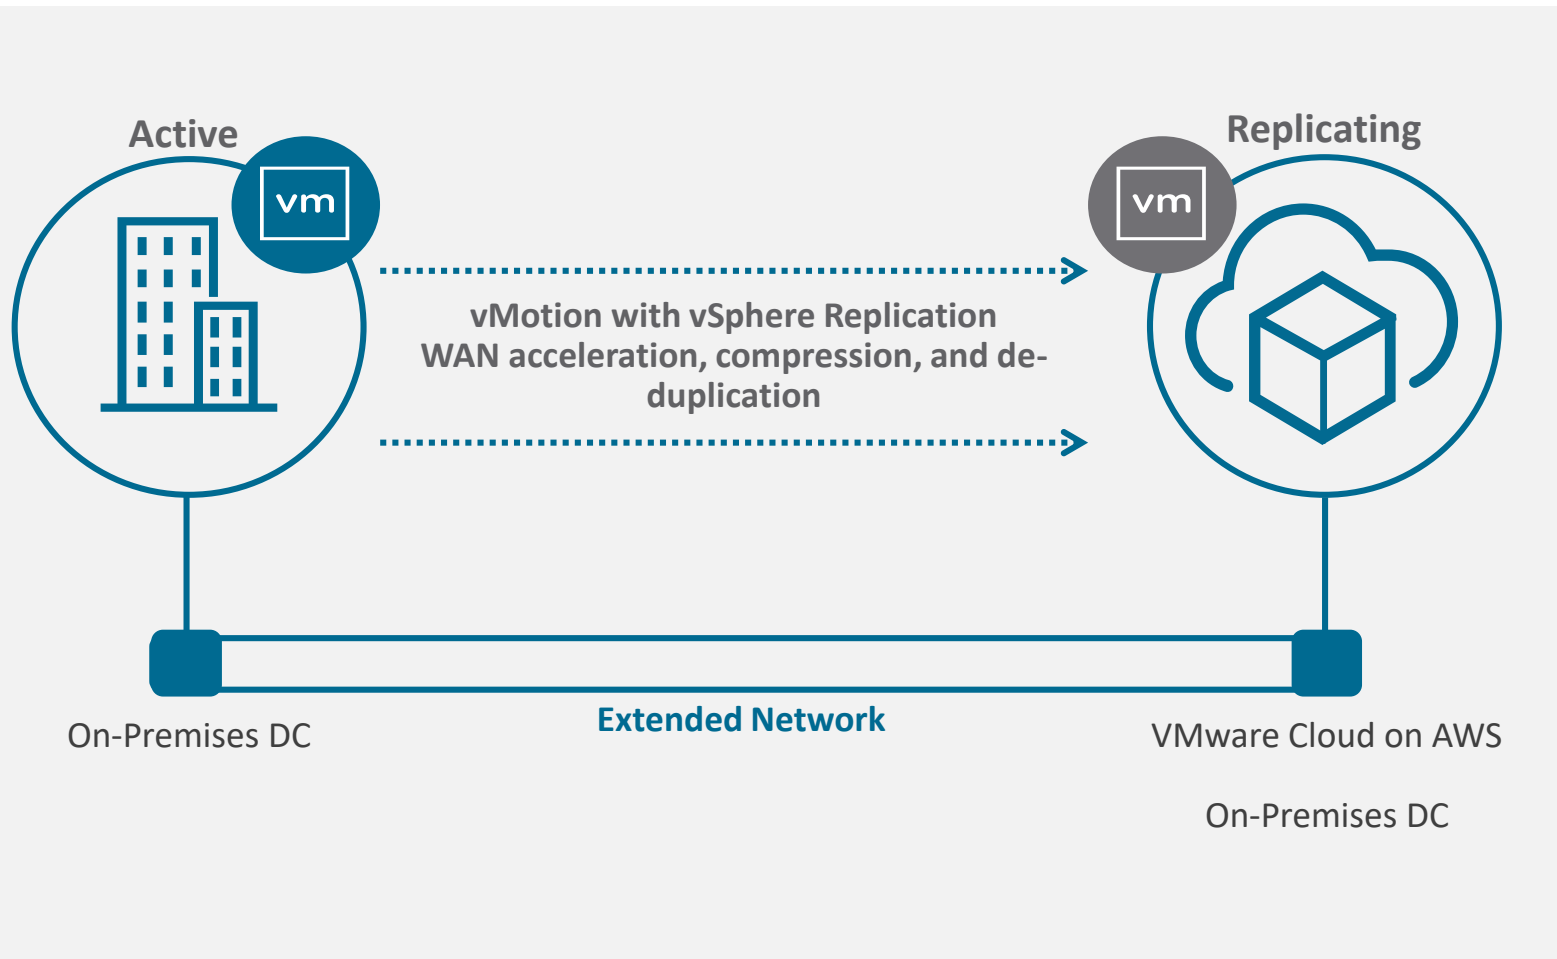 Active
Replicating
vm
vm
vMotion with vSphere Replication
WAN acceleration, compression, and de-
duplication
Extended Network
On-Premises DC
VMware Cloud on AWS
On-Premises DC